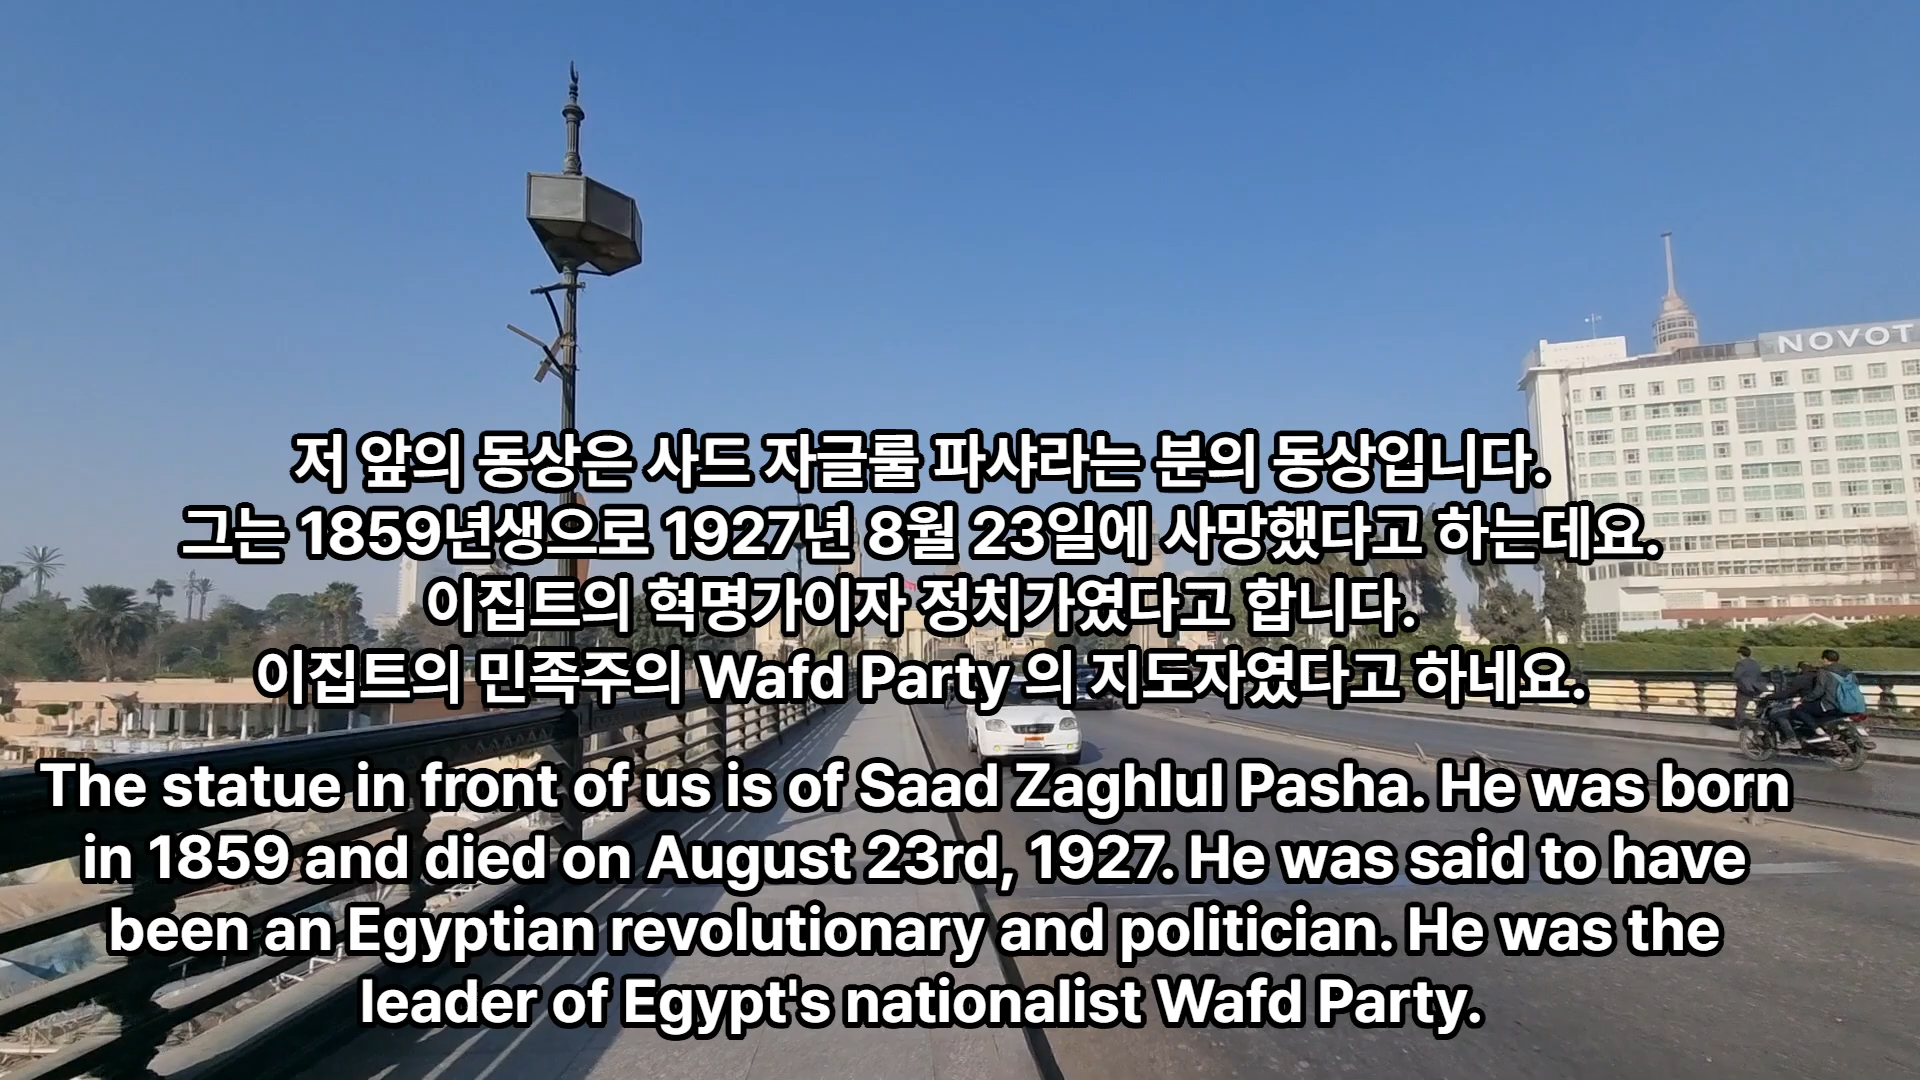 NOVOT
저 앞의 동상은 사드 자글룰 파샤라는 분의 동상입니다.
그는 1859년생으로 1927년 8월 23일에 사망했다고 하는데요.
이집트의 혁명가이자 정치가였다고 합니다.
이집트의 민족주의 Wafd Party 의 지도자였다고 하네요.
The statue in front of us is of Saad Zaghlul Pasha. He was born
in 1859 and died on August 23rd, 1927. He was said to have
been an Egyptian revolutionary and politician. He was the
leader of Egypt's nationalist Wafd Party.